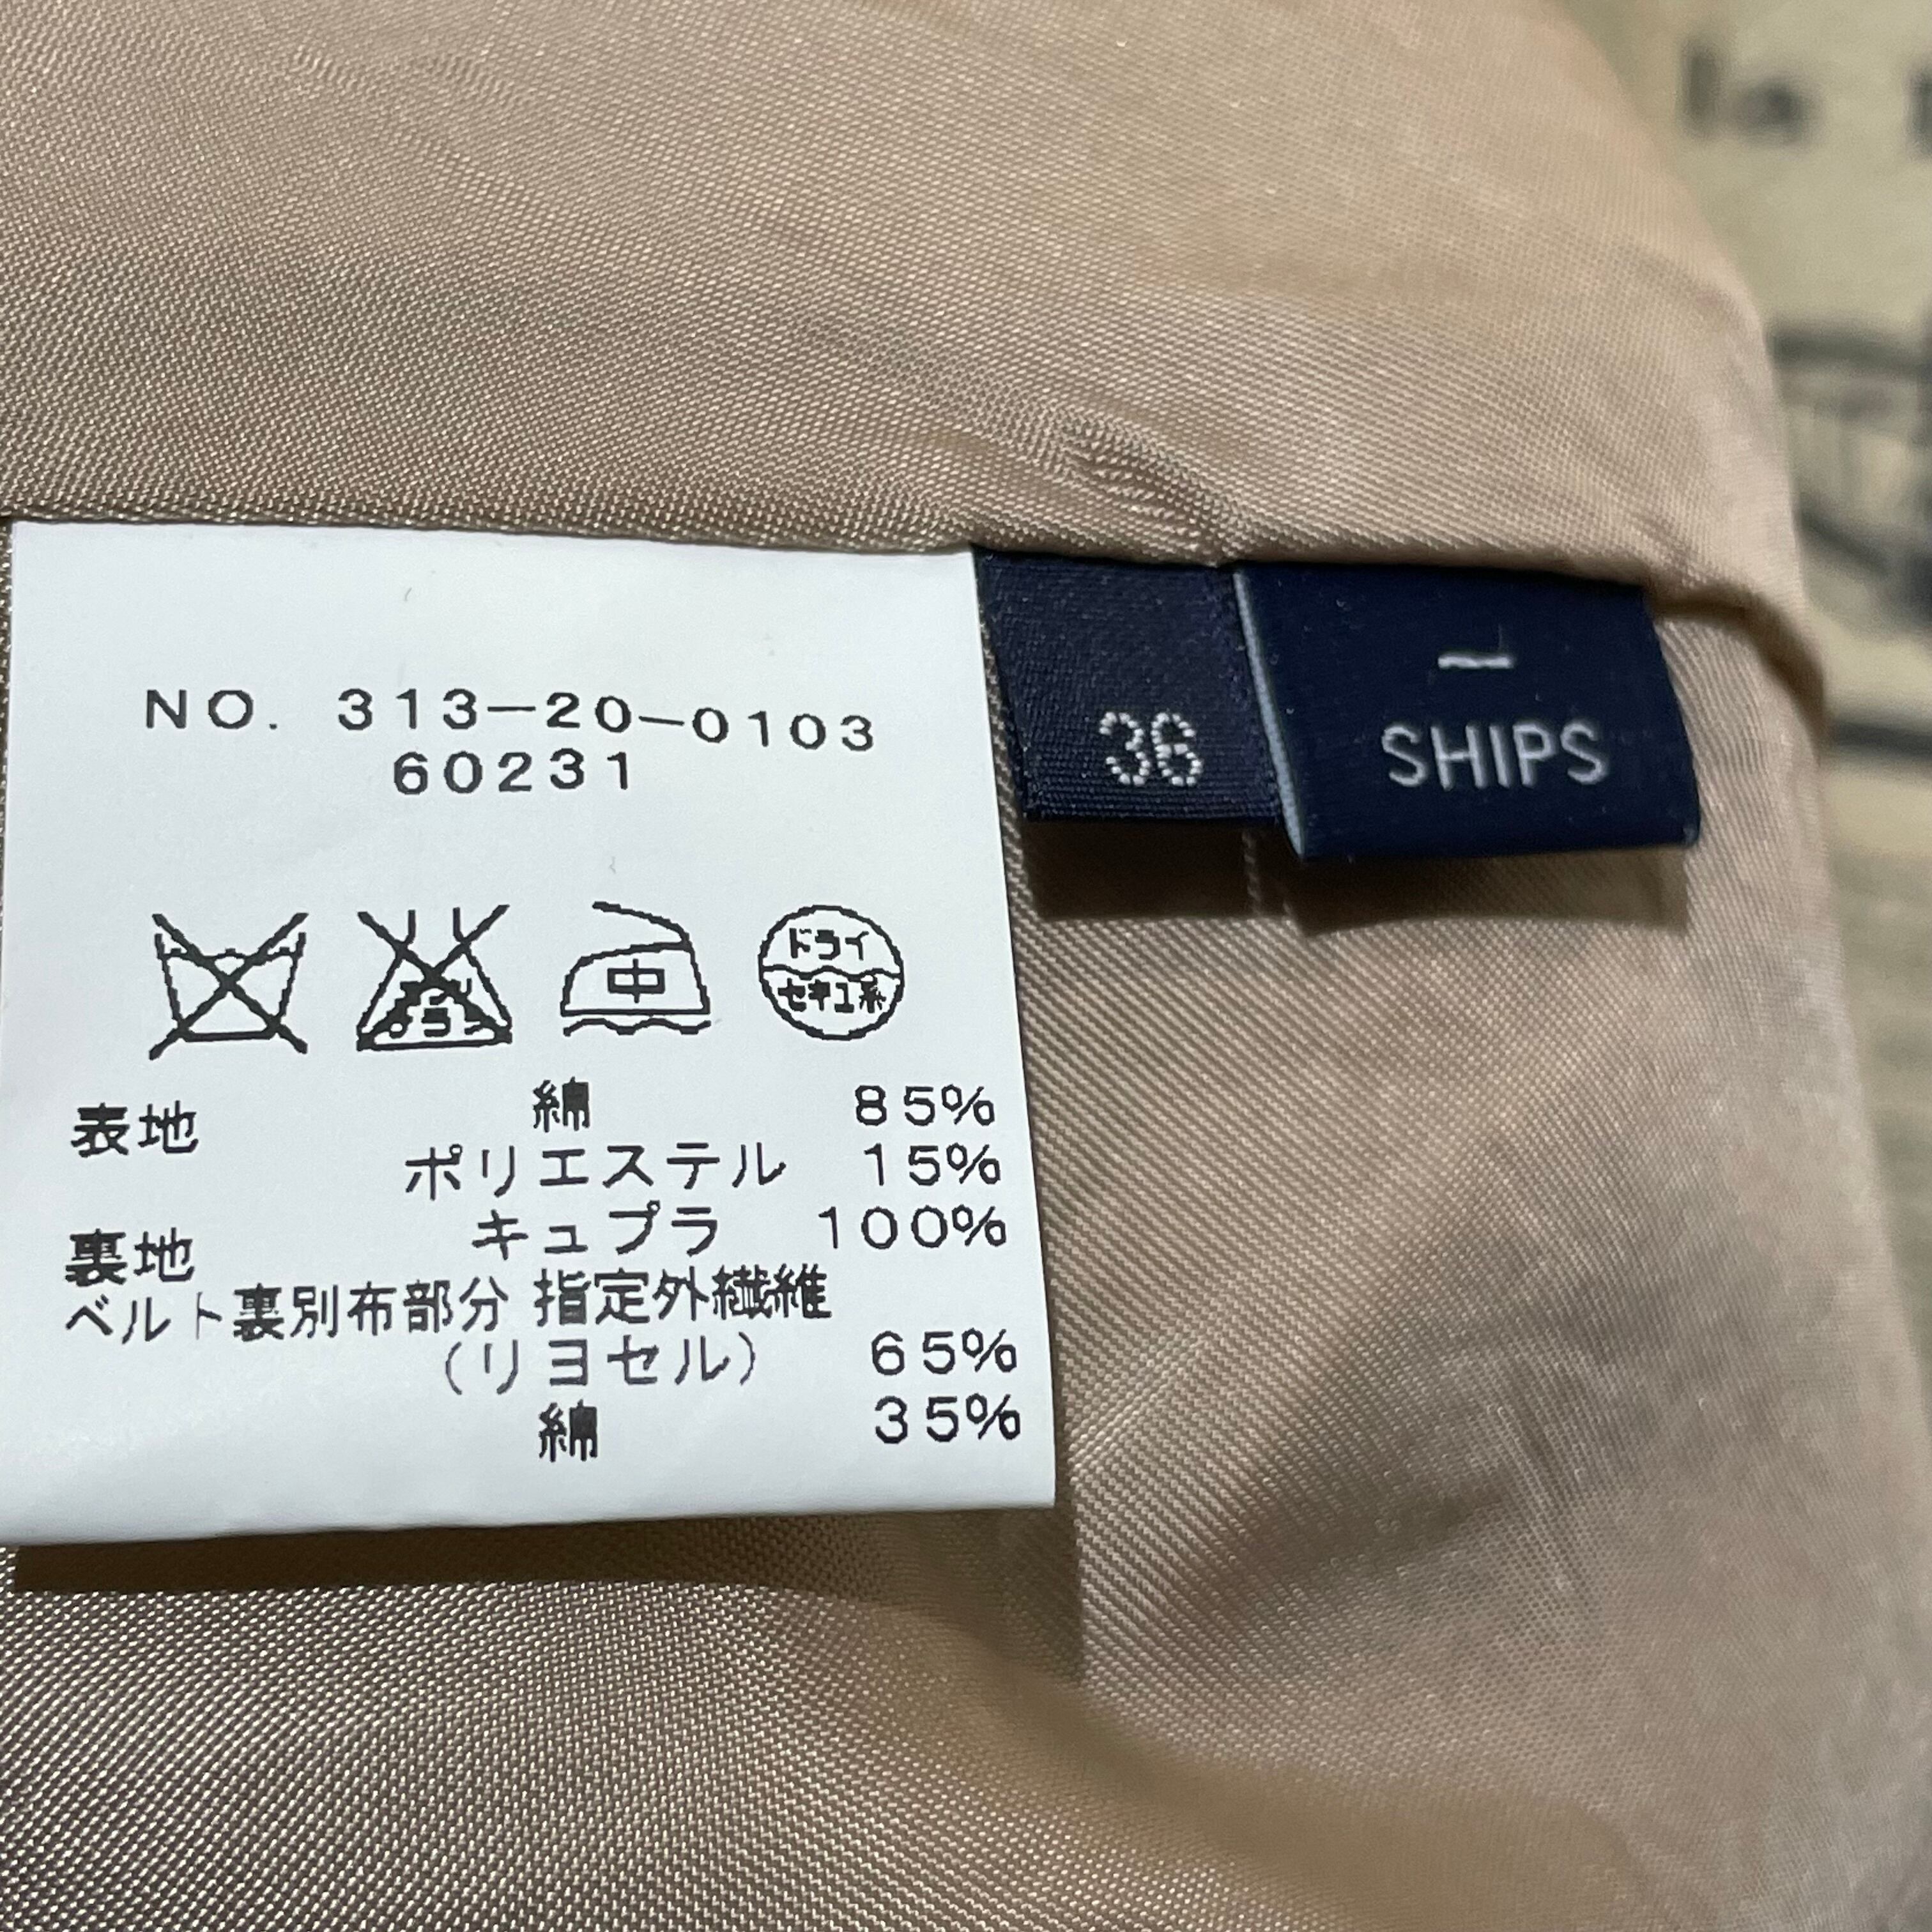 la
NO. 313-20-0103
60231
36
SHIPS
ドライ
セキユ系
中
表地 綿 85%
ポリエステル 15%
裏地 キュプラ 100%
ベルト裏別布部分 指定外繊維
(リヨセル) 65%
綿 35%